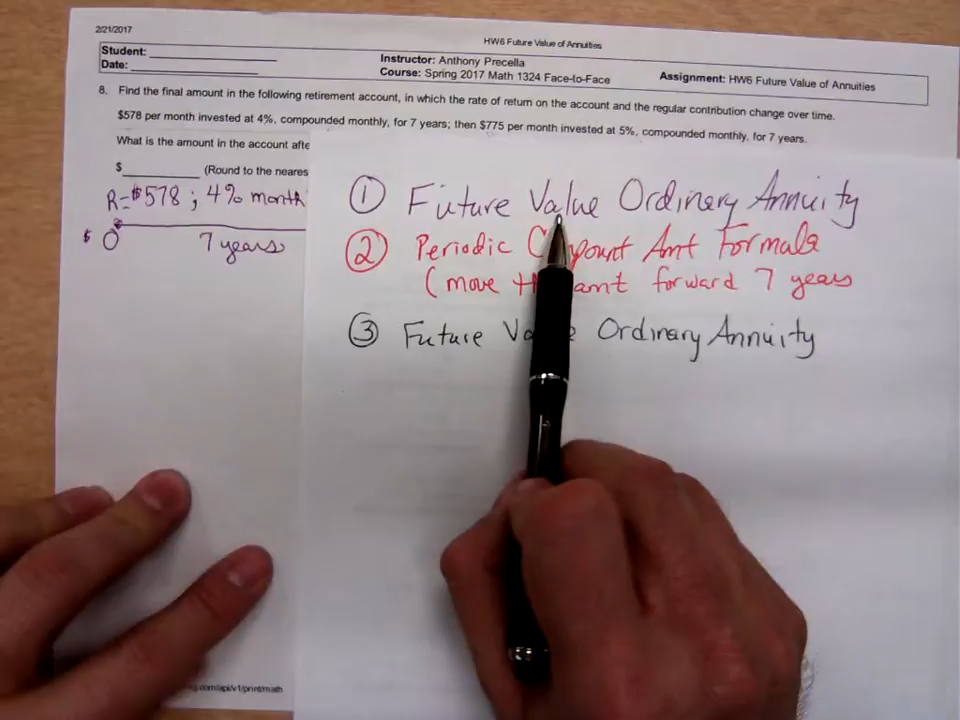 2/21/2017
HW6 Future Value of Annuities
Student:
Date:
Instructor: Anthony Precella
Course: Spring 2017 Math 1324 Face-to-Face
Assignment: HW6 Future Value of Annuities
8. Find the final amount in the following retirement account, in which the rate of return on the account and the regular contribution change over time.
$578 per month invested at 4%, compounded monthly, for 7 years; then $775 per month invested at 5%, compounded monthly, for 7 years.
What is the amount in the account afte
$ (Round to the neares
R=$578 ; 4% month
$ 0 7 years
① Future Value Ordinary Annuity
② Periodic Amt Formula
(move amt forward 7 years
③ Future Ordinary Annuity
.com/api/v1/print/math